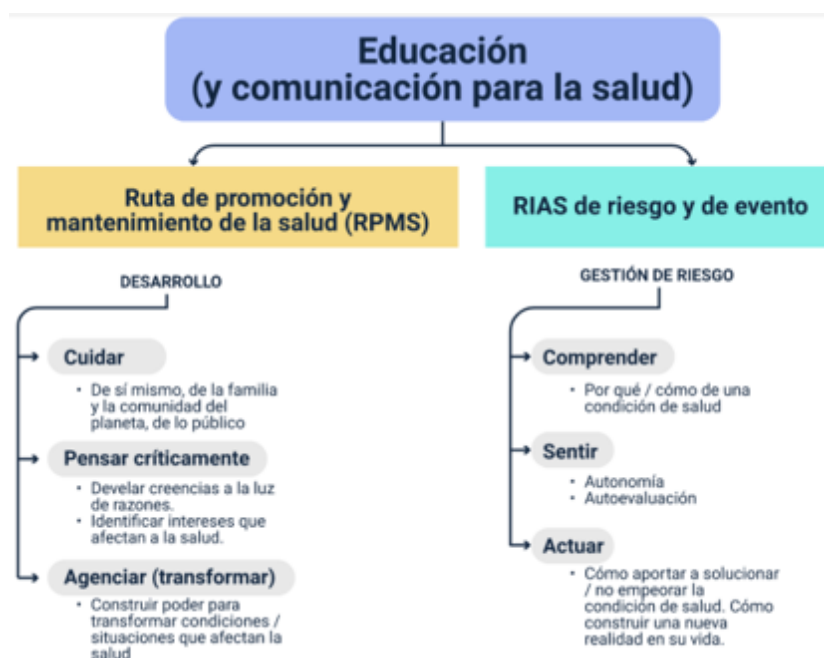 Educación
(y comunicación para la salud)
Ruta de promoción y
mantenimiento de la salud (RPMS)
DESARROLLO
Cuidar
• De sí mismo, de la familia
y la comunidad del
planeta, de lo público
Pensar críticamente
• Develar creencias a la luz
de razones.
• Identificar intereses que
afectan a la salud.
Agenciar (transformar)
• Construir poder para
transformar condiciones /
situaciones que afectan la
salud
RIAS de riesgo y de evento
GESTIÓN DE RIESGO
Comprender
• Por qué / cómo de una
condición de salud
Sentir
• Autonomía
• Autoevaluación
Actuar
• Cómo aportar a solucionar
/ no empeorar la
condición de salud. Cómo
construir una nueva
realidad en su vida.